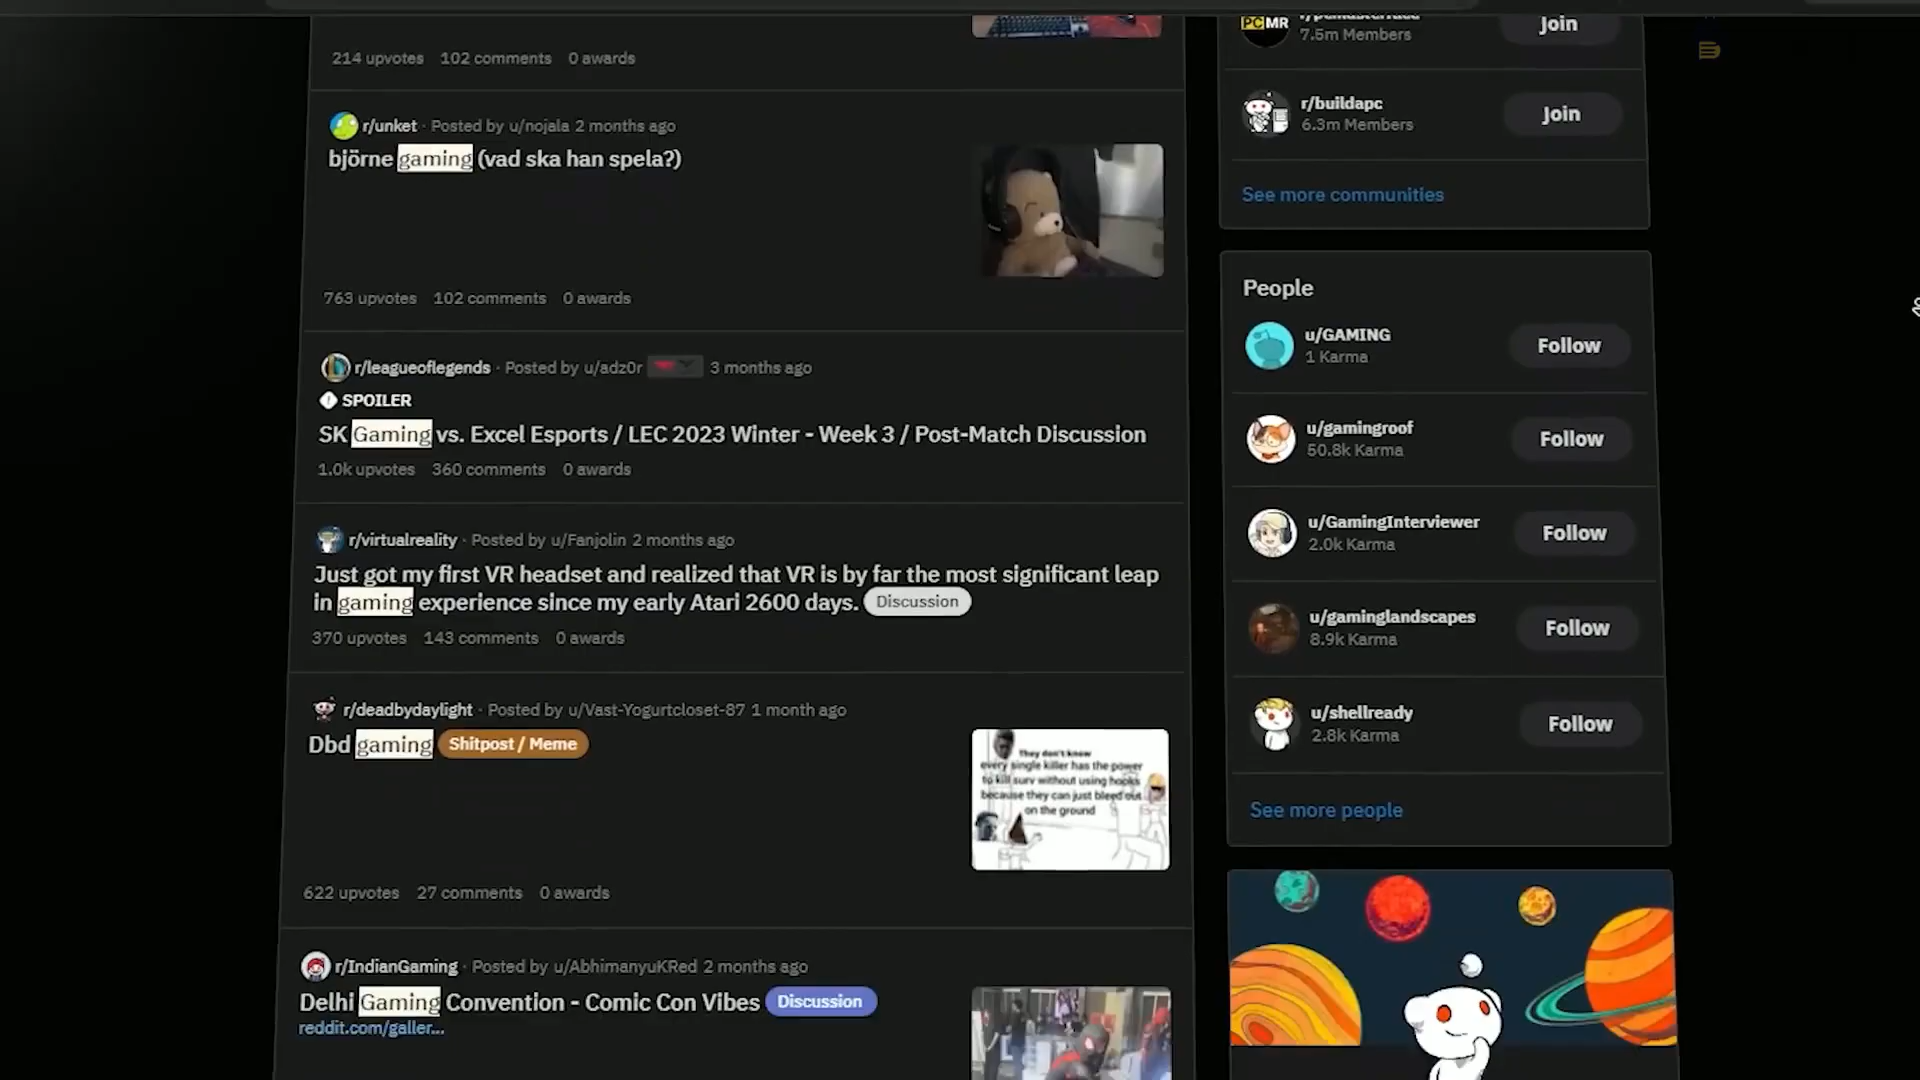 214 upvotes 102 comments 0 awards
r/unket · Posted by u/nojala 2 months ago
björne gaming (vad ska han spela?)
763 upvotes 102 comments 0 awards
r/leagueoflegends · Posted by u/adz0r 3 months ago
SPOILER
SK Gaming vs. Excel Esports / LEC 2023 Winter - Week 3 / Post-Match Discussion
1.0k upvotes 360 comments 0 awards
r/virtualreality · Posted by u/Fanjolin 2 months ago
Just got my first VR headset and realized that VR is by far the most significant leap
in gaming experience since my early Atari 2600 days. Discussion
370 upvotes 143 comments 0 awards
r/deadbydaylight · Posted by u/Vast-Yogurtcloset-87 1 month ago
Dbd gaming Shitpost / Meme
They don't know
every single killer has the power
to kill surv without using hooks
because they can just bleed out
on the ground
622 upvotes 27 comments 0 awards
r/IndianGaming · Posted by u/AbhimanyuKRed 2 months ago
Delhi Gaming Convention - Comic Con Vibes Discussion
reddit.com/galler...
PCMR
r/pcmasterrace
7.5m Members
Join
r/buildapc
6.3m Members
Join
See more communities
People
u/GAMING
1 Karma
Follow
u/gamingroof
50.8k Karma
Follow
u/GamingInterviewer
2.0k Karma
Follow
u/gaminglandscapes
8.9k Karma
Follow
u/shellready
2.8k Karma
Follow
See more people